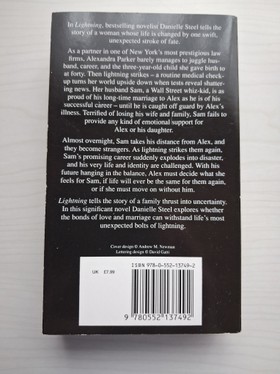 In Lightning, bestselling novelist Danielle Steel tells the
story of a woman whose life is changed by one swift,
unexpected stroke of fate.
As a partner in one of New York's most prestigious law
firms, Alexandra Parker barely manages to juggle hus-
band, career, and the three-year-old child she gave birth to
at forty. Then lightning strikes – a routine medical check-
up turns her world upside down when tests reveal shatter-
ing news. Her husband Sam, a Wall Street whiz-kid, is as
proud of his long-time marriage to Alex as he is of his
successful career – until he is caught off guard by Alex's
illness. Terrified of losing his wife and family, Sam fails to
provide any kind of emotional support for
Alex or his daughter.
Almost overnight, Sam takes his distance from Alex, and
they become strangers. As lightning strikes them again,
Sam's promising career suddenly explodes into disaster,
and his very life and identity are challenged. With his
future hanging in the balance, Alex must decide what she
feels for Sam, if life will ever be the same for them again,
or if she must move on without him.
Lightning tells the story of a family thrust into uncertainty.
In this significant novel Danielle Steel explores whether
the bonds of love and marriage can withstand life's most
unexpected bolts of lightning.
Cover design © Andrew M. Newman
Lettering design © David Gatti
UK £7.99
ISBN 978-0-552-13749-2
9 780552 137492